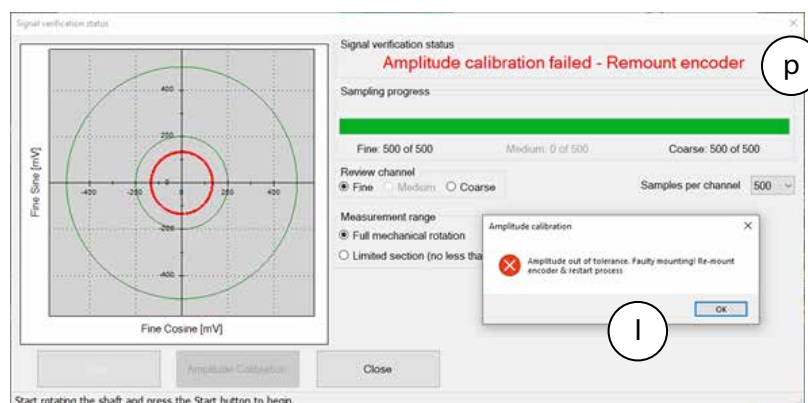 Signal verification status
Signal verification status
Amplitude calibration failed - Remount encoder
p
Sampling progress
Fine: 500 of 500 Medium: 0 of 500 Coarse: 500 of 500
Review channel
Fine Medium Coarse
Samples per channel 500
Measurement range
Full mechanical rotation
Limited section (no less tha
Amplitude calibration
Amplitude out of tolerance. Faulty mounting! Re-mount
encoder & restart process
OK
l
Fine Sine [mV]
400
200
-400 -200 0 200 400
-200
-400
Fine Cosine [mV]
Amplitude Calibration Close
Start rotating the shaft and press the Start button to begin.